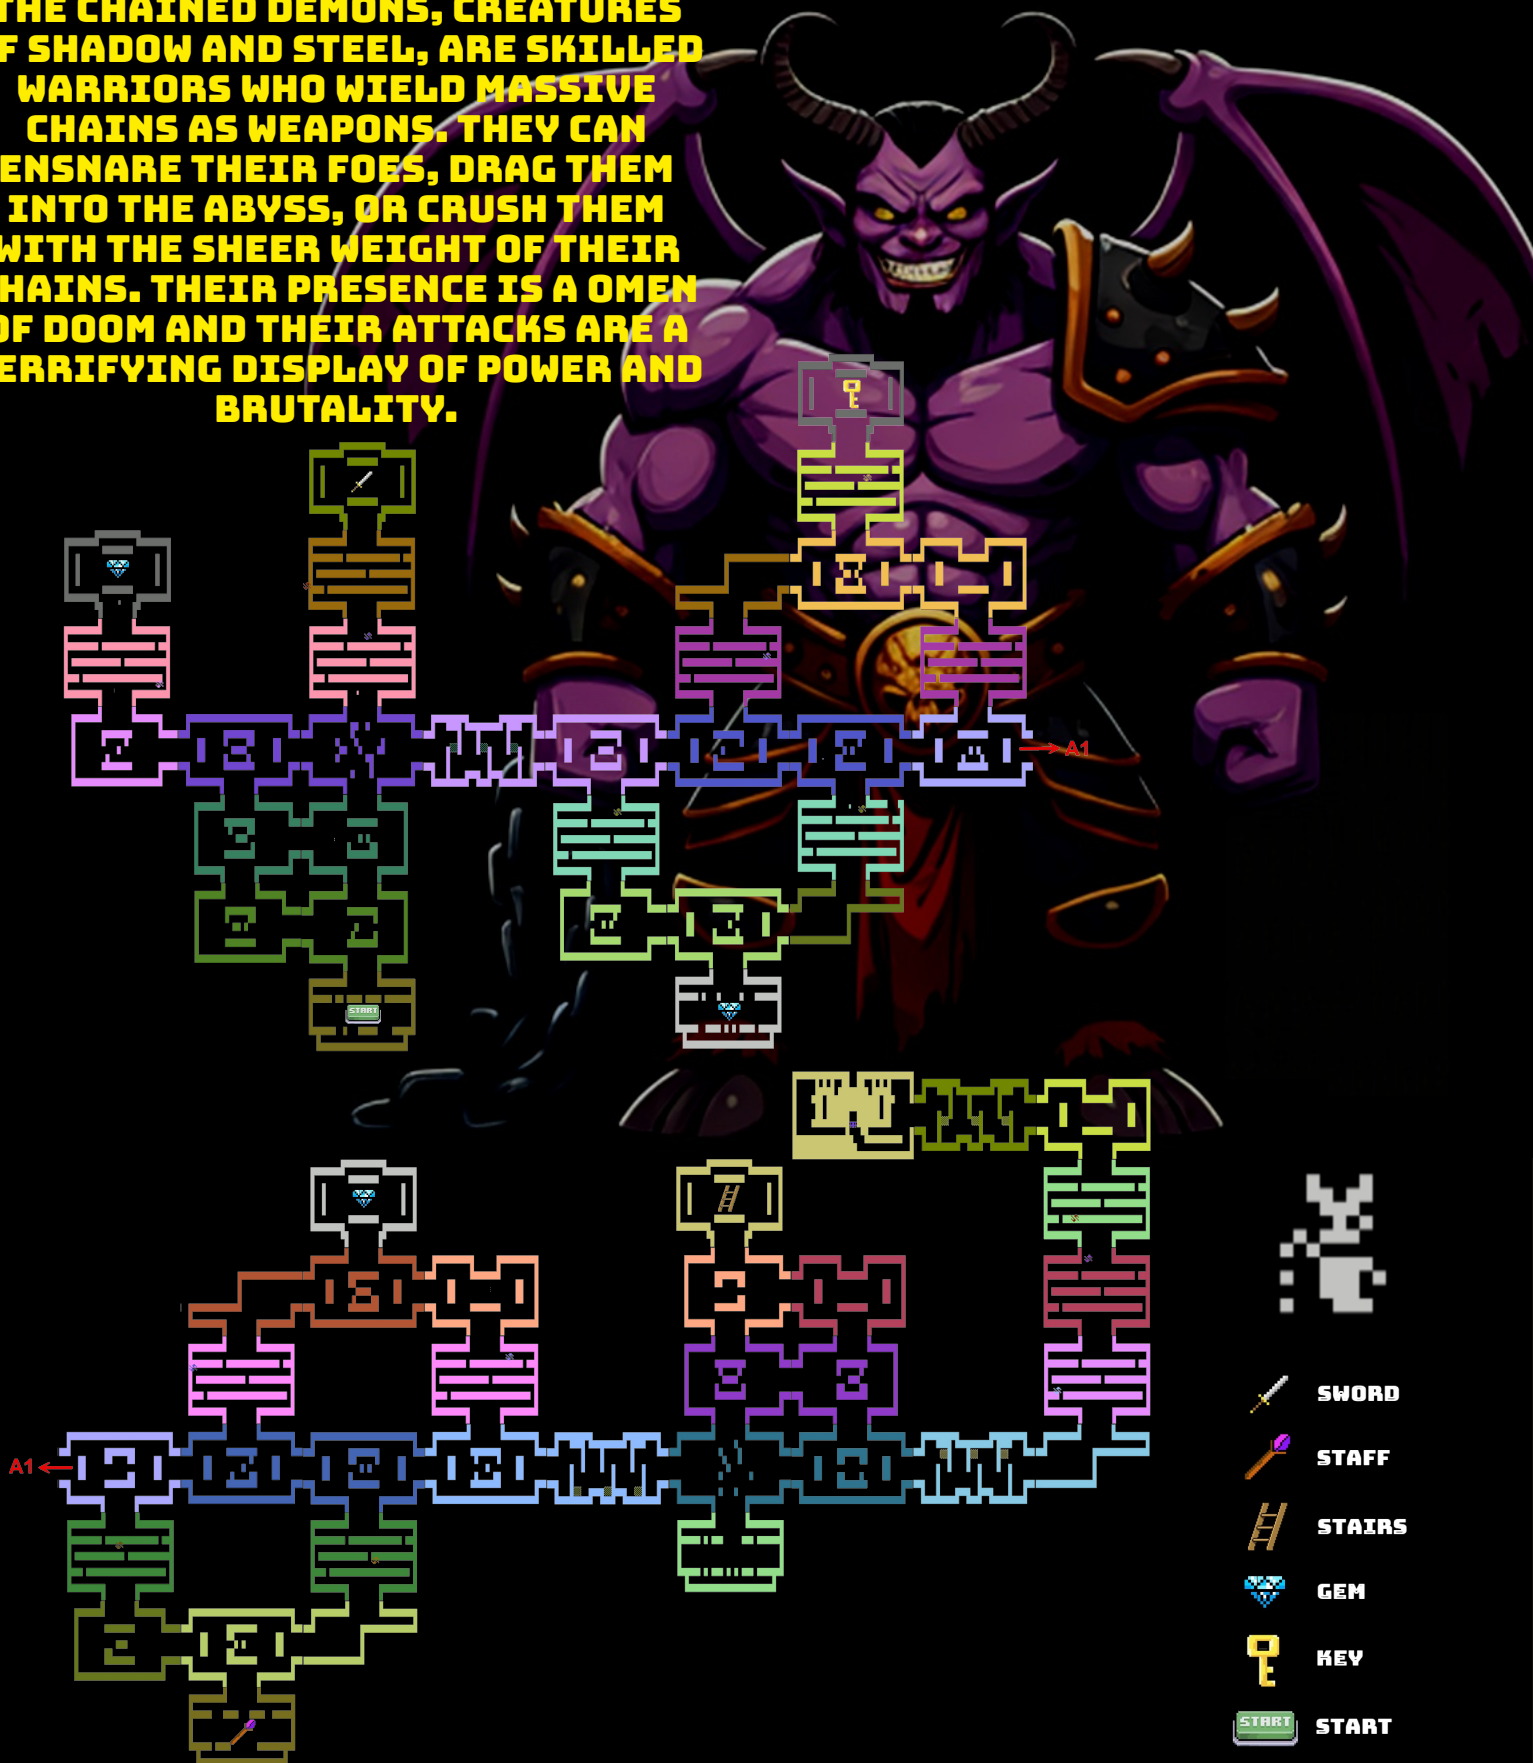 THE CHAINED DEMONS, CREATURES
F SHADOW AND STEEL, ARE SKILLED
WARRIORS WHO WIELD MASSIVE
CHAINS AS WEAPONS. THEY CAN
ENSNARE THEIR FOES, DRAG THEM
INTO THE ABYSS, OR CRUSH THEM
WITH THE SHEER WEIGHT OF THEIR
HAINS. THEIR PRESENCE IS A OMEN
OF DOOM AND THEIR ATTACKS ARE A
ERRIFYING DISPLAY OF POWER AND
BRUTALITY.
A1
START
A1
SWORD
STAFF
STAIRS
GEM
KEY
START START